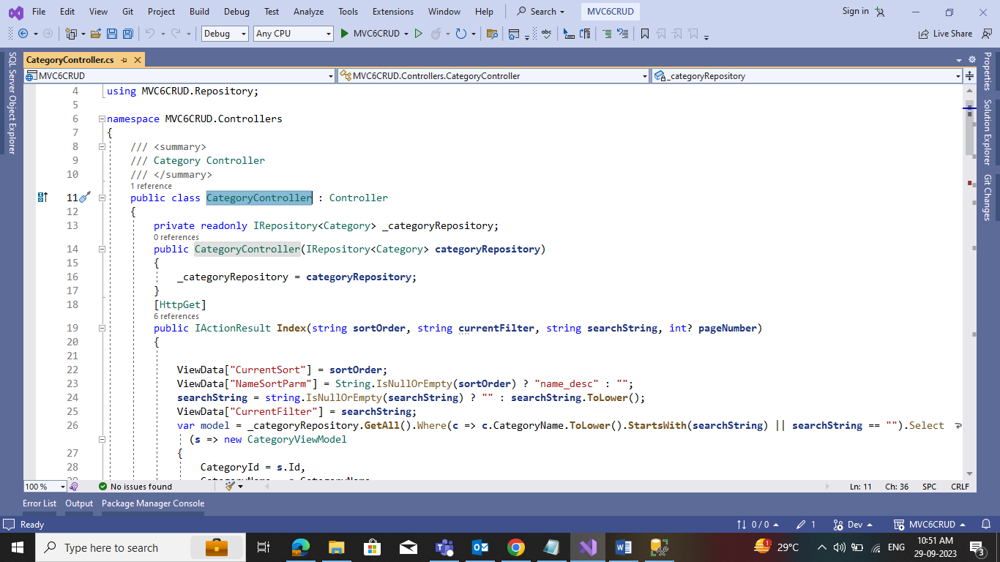 File Edit View Git Project Build Debug Test Analyze Tools Extensions Window Help Search MVC6CRUD Sign in
Debug Any CPU MVC6CRUD abc Live Share
CategoryController.cs
MVC6CRUD MVC6CRUD.Controllers.CategoryController _categoryRepository
SQL Server Object Explorer
Properties
Solution Explorer
Git Changes
4 using MVC6CRUD.Repository;
5
6 namespace MVC6CRUD.Controllers
7 {
8 /// <summary>
9 /// Category Controller
10 /// </summary>
1 reference
11 public class CategoryController : Controller
12 {
13 private readonly IRepository<Category> _categoryRepository;
0 references
14 public CategoryController(IRepository<Category> categoryRepository)
15 {
16 _categoryRepository = categoryRepository;
17 }
18 [HttpGet]
6 references
19 public IActionResult Index(string sortOrder, string currentFilter, string searchString, int? pageNumber)
20 {
21
22 ViewData["CurrentSort"] = sortOrder;
23 ViewData["NameSortParm"] = String.IsNullOrEmpty(sortOrder) ? "name_desc" : "";
24 searchString = string.IsNullOrEmpty(searchString) ? "" : searchString.ToLower();
25 ViewData["CurrentFilter"] = searchString;
26 var model = _categoryRepository.GetAll().Where(c => c.CategoryName.ToLower().StartsWith(searchString) || searchString == "").Select
(s => new CategoryViewModel
27 {
28 CategoryId = s.Id,
100 % No issues found Ln: 11 Ch: 36 SPC CRLF
Error List Output Package Manager Console
Ready 0 / 0 1 Dev MVC6CRUD
Type here to search 29°C ENG 10:51 AM
29-09-2023 3